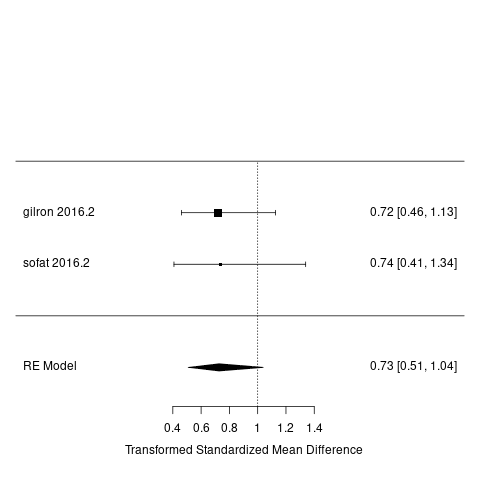 gilron 2016.2 0.72 [0.46, 1.13]
sofat 2016.2 0.74 [0.41, 1.34]
RE Model 0.73 [0.51, 1.04]
0.4 0.6 0.8 1 1.2 1.4
Transformed Standardized Mean Difference